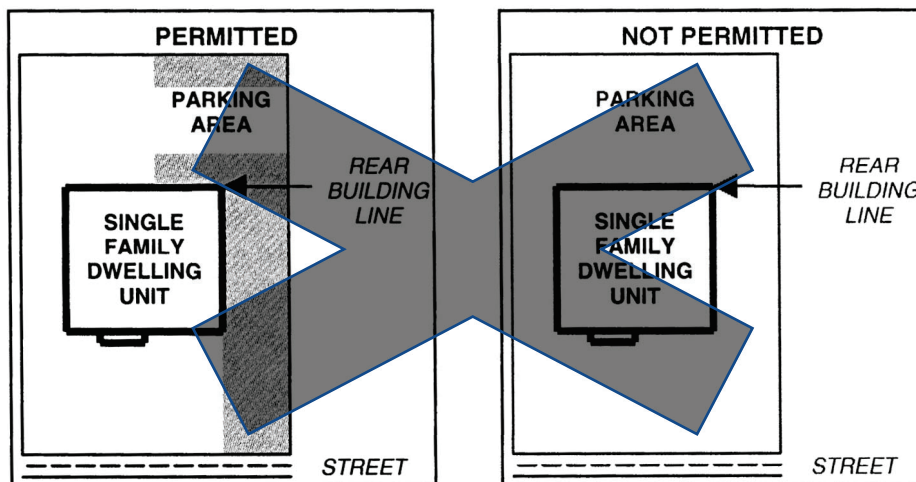 PERMITTED
PARKING
AREA
REAR
BUILDING
LINE
SINGLE
FAMILY
DWELLING
UNIT
STREET
NOT PERMITTED
PARKING
AREA
REAR
BUILDING
LINE
SINGLE
FAMILY
DWELLING
UNIT
STREET